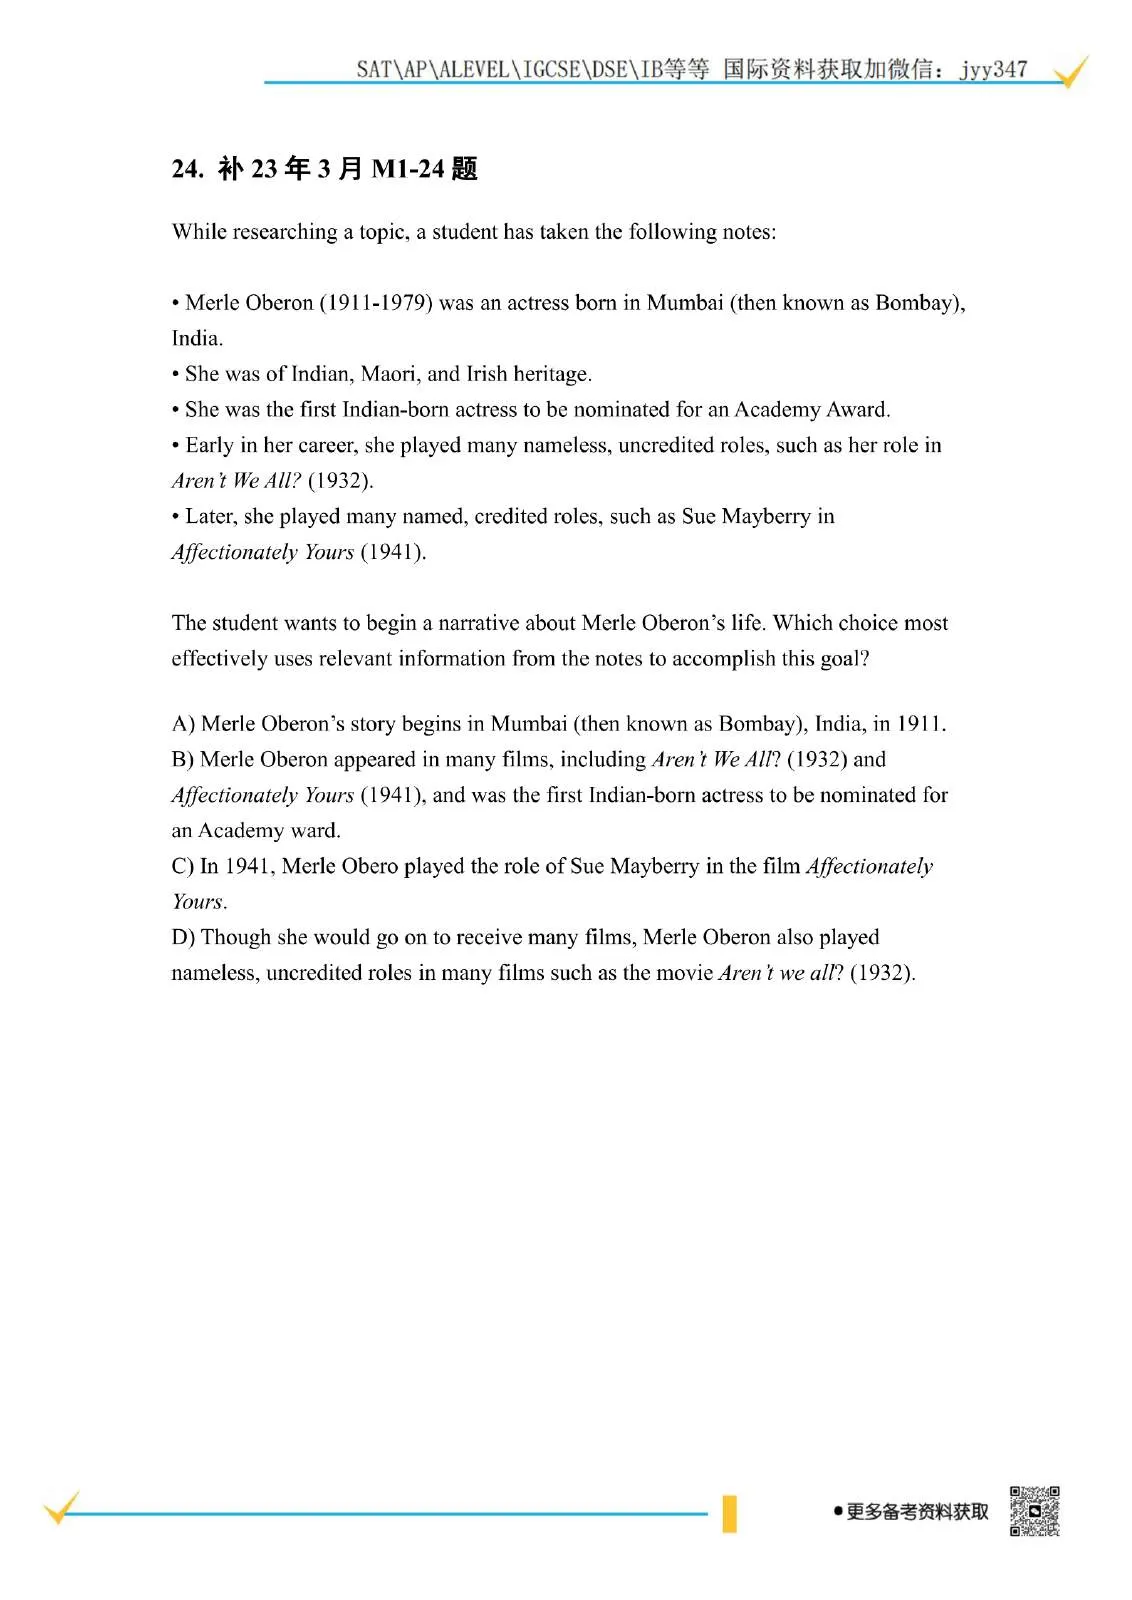 SAT\AP\ALEVEL\IGCSE\DSE\IB等等 国际资料获取加微信：jyy347
24. 补 23 年 3 月 M1-24 题
While researching a topic, a student has taken the following notes:
• Merle Oberon (1911-1979) was an actress born in Mumbai (then known as Bombay),
India.
• She was of Indian, Maori, and Irish heritage.
• She was the first Indian-born actress to be nominated for an Academy Award.
• Early in her career, she played many nameless, uncredited roles, such as her role in
Aren't We All? (1932).
• Later, she played many named, credited roles, such as Sue Mayberry in
Affectionately Yours (1941).
The student wants to begin a narrative about Merle Oberon's life. Which choice most
effectively uses relevant information from the notes to accomplish this goal?
A) Merle Oberon's story begins in Mumbai (then known as Bombay), India, in 1911.
B) Merle Oberon appeared in many films, including Aren't We All? (1932) and
Affectionately Yours (1941), and was the first Indian-born actress to be nominated for
an Academy ward.
C) In 1941, Merle Obero played the role of Sue Mayberry in the film Affectionately
Yours.
D) Though she would go on to receive many films, Merle Oberon also played
nameless, uncredited roles in many films such as the movie Aren't we all? (1932).
•更多备考资料获取